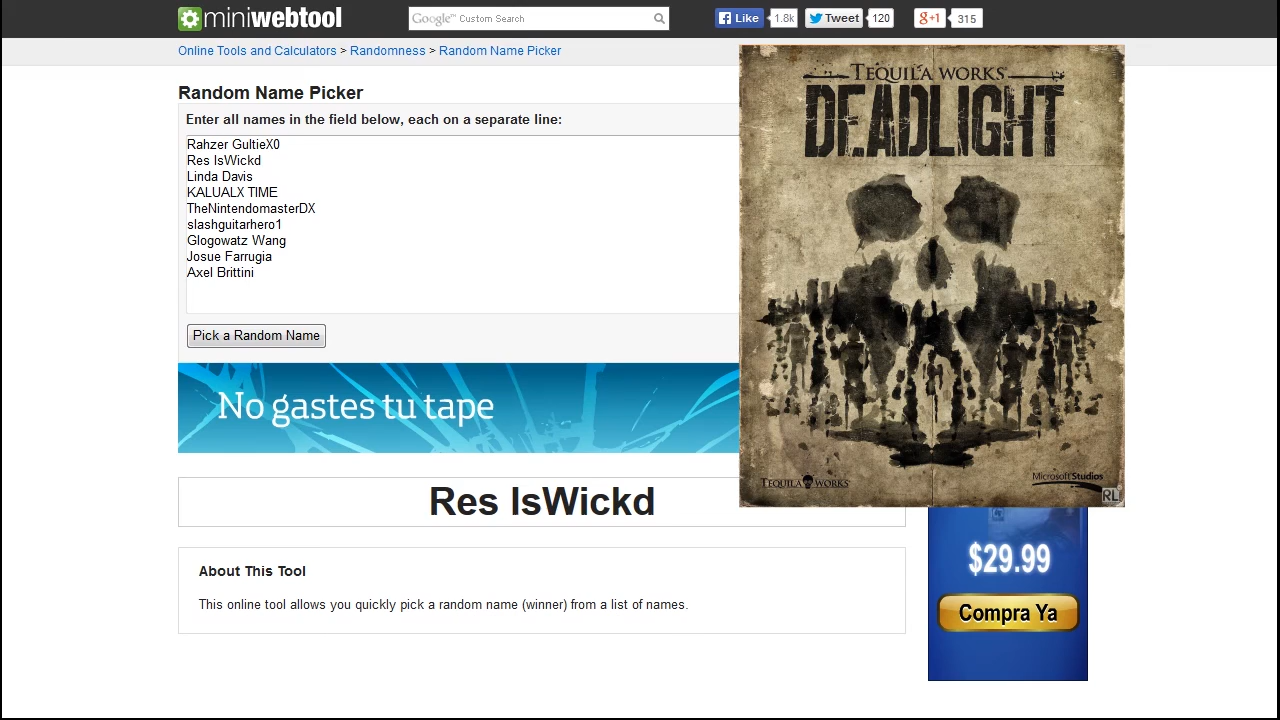 miniwebtool
Google™ Custom Search
Like
1.8k
Tweet
120
g+1
315
Online Tools and Calculators > Randomness > Random Name Picker
Random Name Picker
Enter all names in the field below, each on a separate line:
Rahzer GultieX0
Res IsWickd
Linda Davis
KALUALX TIME
TheNintendomasterDX
slashguitarhero1
Glogowatz Wang
Josue Farrugia
Axel Brittini
Pick a Random Name
TEQUILA WORKS
DEADLIGHT
TEQUILA WORKS
Microsoft Studios
RL
No gastes tu tape
Res IsWickd
$29.99
Compra Ya
About This Tool
This online tool allows you quickly pick a random name (winner) from a list of names.